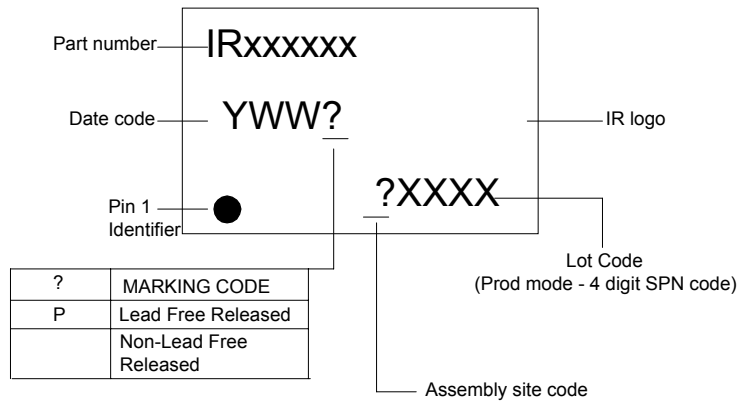 Part number
IRxxxxxx
Date code
YWW?
IR logo
?XXXX
Pin 1
Identifier
Lot Code
(Prod mode - 4 digit SPN code)
? MARKING CODE
P Lead Free Released
Non-Lead Free
Released
Assembly site code